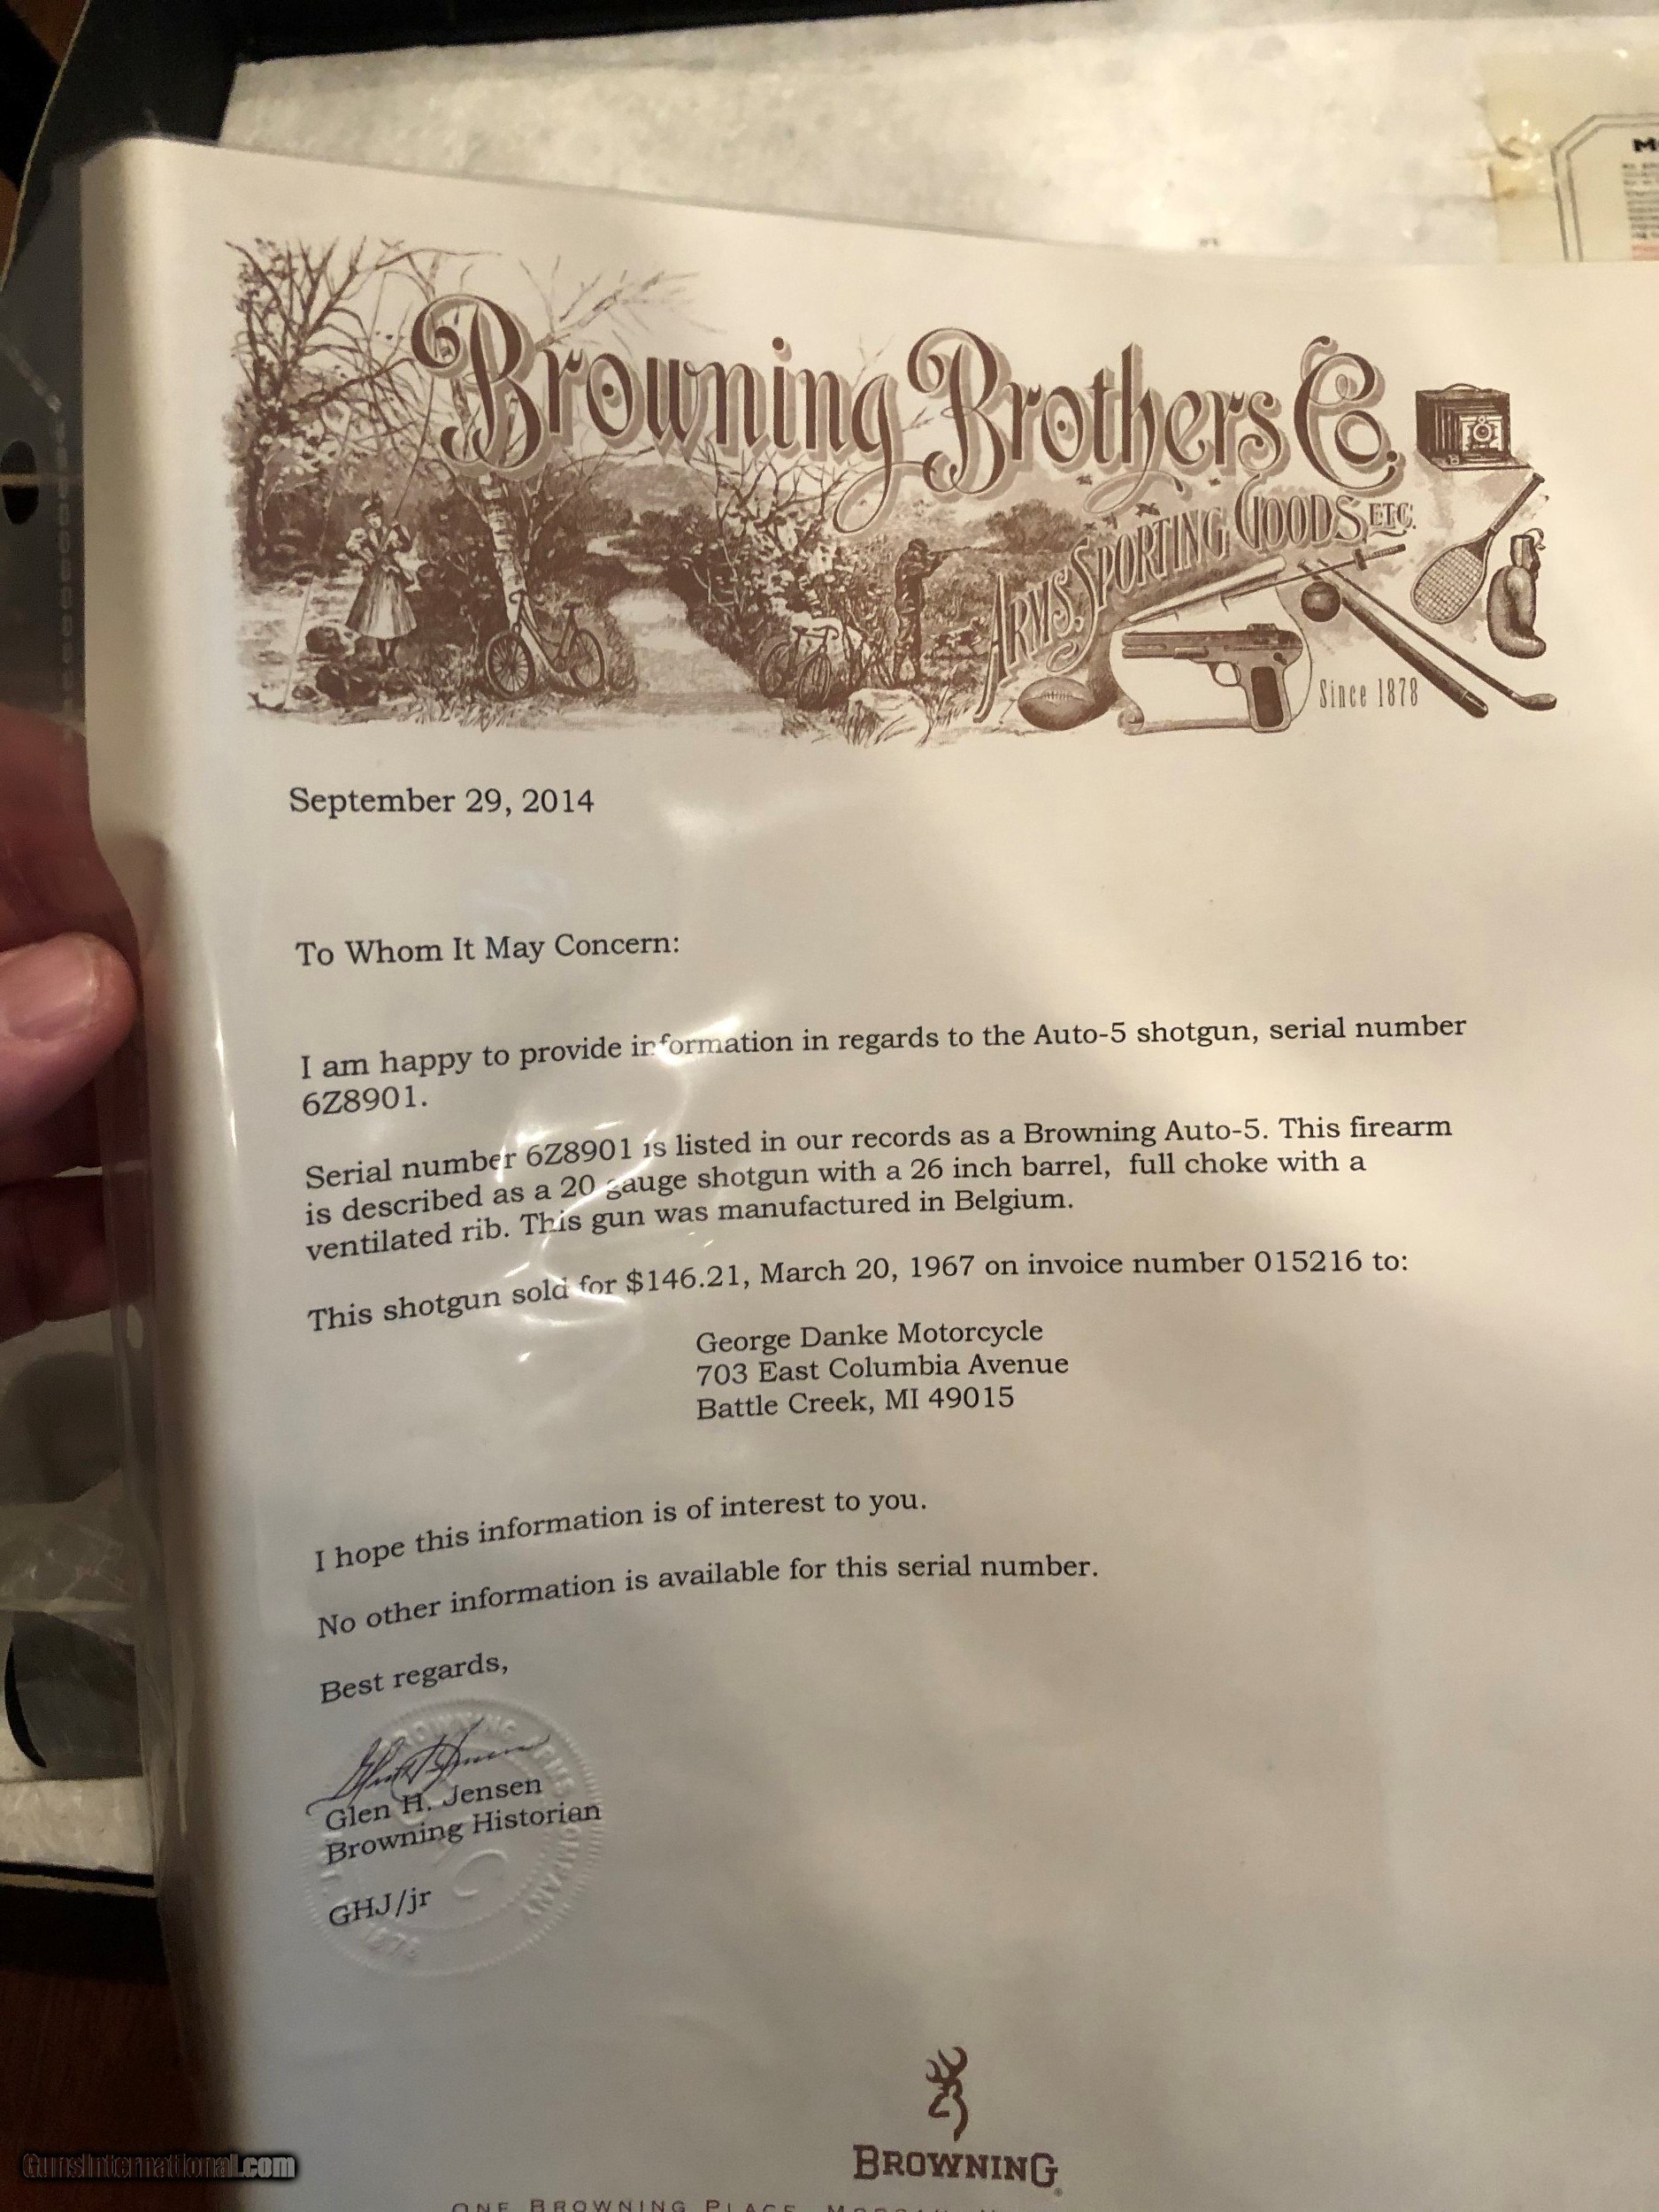 Browning Brothers Co.
Arms, Sporting Goods, Etc.
Since 1878
September 29, 2014
To Whom It May Concern:
I am happy to provide information in regards to the Auto-5 shotgun, serial number
6Z8901.
Serial number 6Z8901 is listed in our records as a Browning Auto-5. This firearm
is described as a 20 gauge shotgun with a 26 inch barrel, full choke with a
ventilated rib. This gun was manufactured in Belgium.
This shotgun sold for $146.21, March 20, 1967 on invoice number 015216 to:
George Danke Motorcycle
703 East Columbia Avenue
Battle Creek, MI 49015
I hope this information is of interest to you.
No other information is available for this serial number.
Best regards,
Glen H. Jensen
Browning Historian
GHJ/jr
BROWNING ARMS COMPANY
1878
BROWNING
ONE BROWNING PLACE,
GunsInternational.com